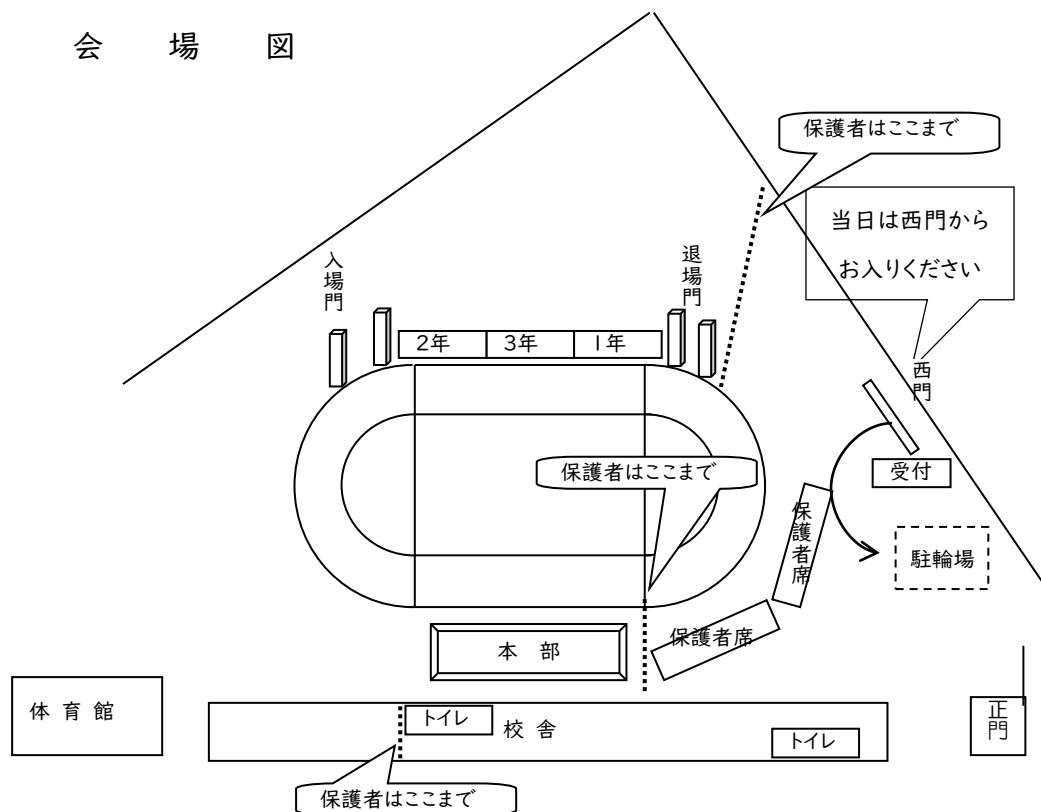 会 場 図
保護者はここまで
当日は西門から
お入りください
入場門
退場門
2年 3年 1年
西門
保護者はここまで
受付
保護者席
駐輪場
保護者席
本 部
体 育 館
正門
トイレ
校 舎
トイレ
保護者はここまで